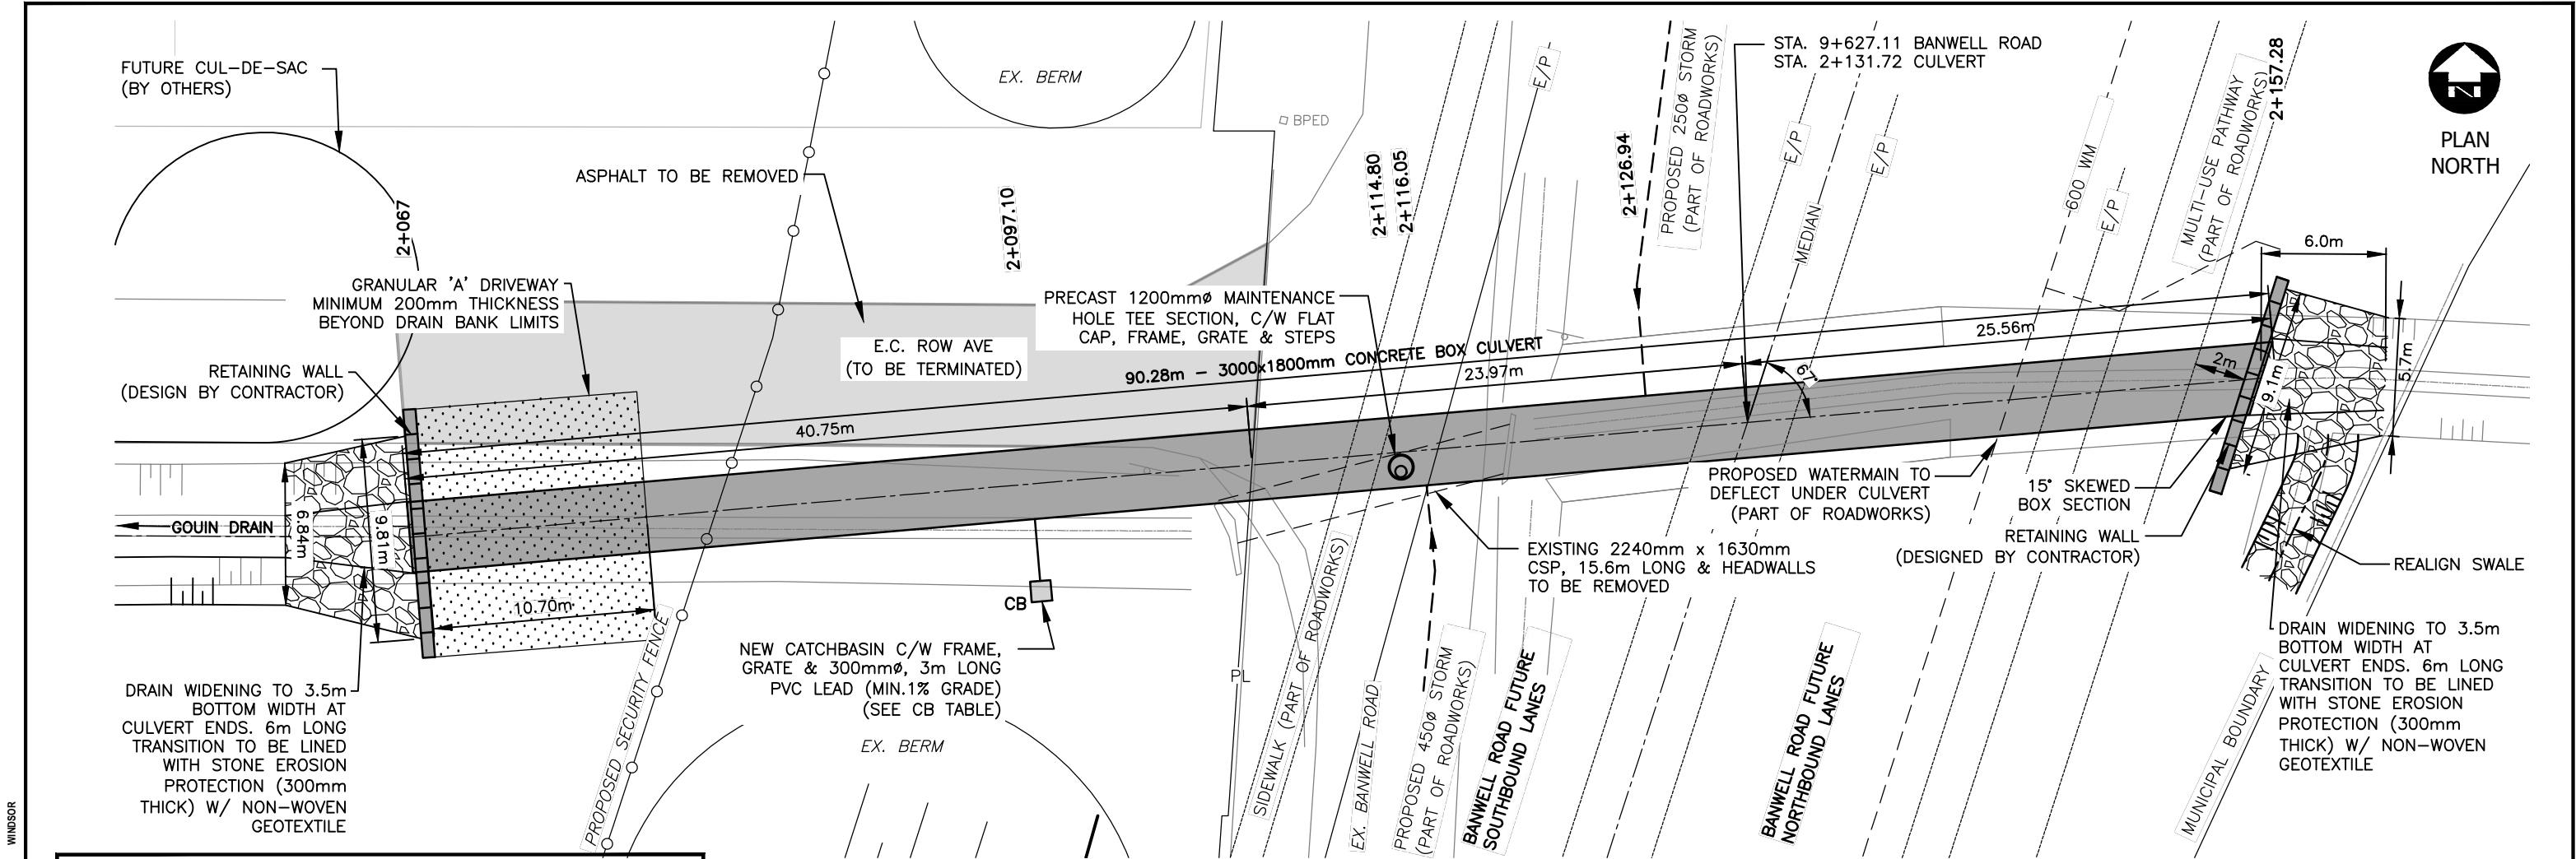 FUTURE CUL-DE-SAC
(BY OTHERS)
2+067
GRANULAR 'A' DRIVEWAY
MINIMUM 200mm THICKNESS
BEYOND DRAIN BANK LIMITS
RETAINING WALL
(DESIGN BY CONTRACTOR)
GOUIN DRAIN
6.84m
9.81m
10.70m
DRAIN WIDENING TO 3.5m
BOTTOM WIDTH AT
CULVERT ENDS. 6m LONG
TRANSITION TO BE LINED
WITH STONE EROSION
PROTECTION (300mm
THICK) W/ NON-WOVEN
GEOTEXTILE
WINDSOR
ASPHALT TO BE REMOVED
EX. BERM
BPED
2+097.10
E.C. ROW AVE
(TO BE TERMINATED)
PRECAST 1200mmø MAINTENANCE
HOLE TEE SECTION, C/W FLAT
CAP, FRAME, GRATE & STEPS
90.28m - 3000x1800mm CONCRETE BOX CULVERT
40.75m
23.97m
25.56m
CB
NEW CATCHBASIN C/W FRAME,
GRATE & 300mmø, 3m LONG
PVC LEAD (MIN.1% GRADE)
(SEE CB TABLE)
EX. BERM
PROPOSED SECURITY FENCE
PL
SIDEWALK (PART OF ROADWORKS)
EX. BANWELL ROAD
PROPOSED 450ø STORM
(PART OF ROADWORKS)
BANWELL ROAD FUTURE
SOUTHBOUND LANES
BANWELL ROAD FUTURE
NORTHBOUND LANES
2+114.80
2+116.05
E/P
2+126.94
PROPOSED 250ø STORM
(PART OF ROADWORKS)
STA. 9+627.11 BANWELL ROAD
STA. 2+131.72 CULVERT
E/P
MEDIAN
E/P
67°
600 WM
E/P
MULTI-USE PATHWAY
(PART OF ROADWORKS)
2+157.28
N
PLAN
NORTH
6.0m
5.7m
2m
9.1m
PROPOSED WATERMAIN TO
DEFLECT UNDER CULVERT
(PART OF ROADWORKS)
EXISTING 2240mm x 1630mm
CSP, 15.6m LONG & HEADWALLS
TO BE REMOVED
15° SKEWED
BOX SECTION
RETAINING WALL
(DESIGNED BY CONTRACTOR)
REALIGN SWALE
MUNICIPAL BOUNDARY
DRAIN WIDENING TO 3.5m
BOTTOM WIDTH AT
CULVERT ENDS. 6m LONG
TRANSITION TO BE LINED
WITH STONE EROSION
PROTECTION (300mm
THICK) W/ NON-WOVEN
GEOTEXTILE